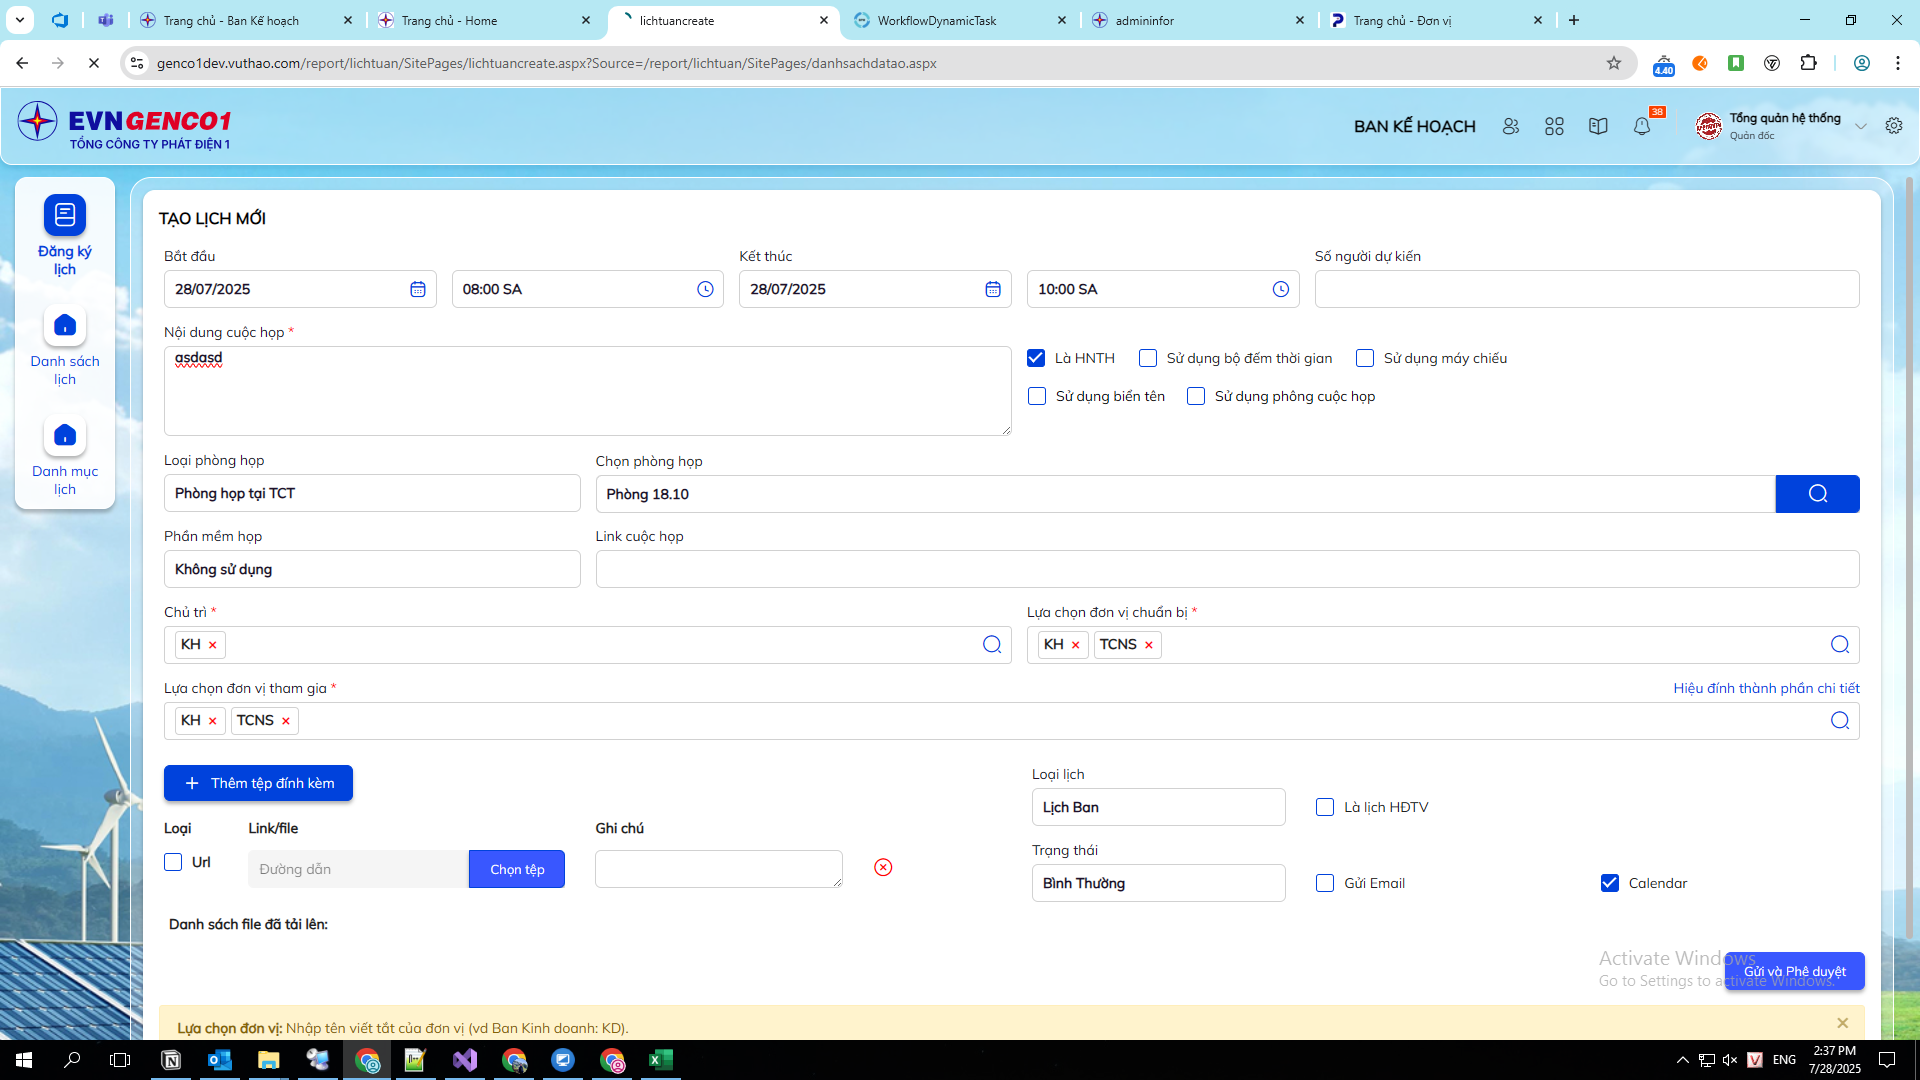 Trang chủ - Ban Kế hoạch
Trang chủ - Home
lichtuancreate
WorkflowDynamicTask
admininfor
Trang chủ - Đơn vị
genco1dev.vuthao.com/report/lichtuan/SitePages/lichtuancreate.aspx?Source=/report/lichtuan/SitePages/danhsachdatao.aspx
4.40
EVNGENCO1
TỔNG CÔNG TY PHÁT ĐIỆN 1
BAN KẾ HOẠCH
38
Tổng quản hệ thống
Quản đốc
Đăng ký lịch
Danh sách lịch
Danh mục lịch
TẠO LỊCH MỚI
Bắt đầu
Kết thúc
Số người dự kiến
28/07/2025
08:00 SA
28/07/2025
10:00 SA
Nội dung cuộc họp *
asdasd
Là HNTH
Sử dụng bộ đếm thời gian
Sử dụng máy chiếu
Sử dụng biển tên
Sử dụng phông cuộc họp
Loại phòng họp
Chọn phòng họp
Phòng họp tại TCT
Phòng 18.10
Phần mềm họp
Link cuộc họp
Không sử dụng
Chủ trì *
Lựa chọn đơn vị chuẩn bị *
KH ×
KH × TCNS ×
Lựa chọn đơn vị tham gia *
Hiệu đính thành phần chi tiết
KH × TCNS ×
Thêm tệp đính kèm
Loại lịch
Lịch Ban
Là lịch HĐTV
Loại
Link/file
Ghi chú
Url
Đường dẫn
Chọn tệp
Trạng thái
Bình Thường
Gửi Email
Calendar
Danh sách file đã tải lên:
Activate Windows
Go to Settings to activate Windows.
Gửi và Phê duyệt
Lựa chọn đơn vị: Nhập tên viết tắt của đơn vị (vd Ban Kinh doanh: KD).
ENG
2:37 PM
7/28/2025